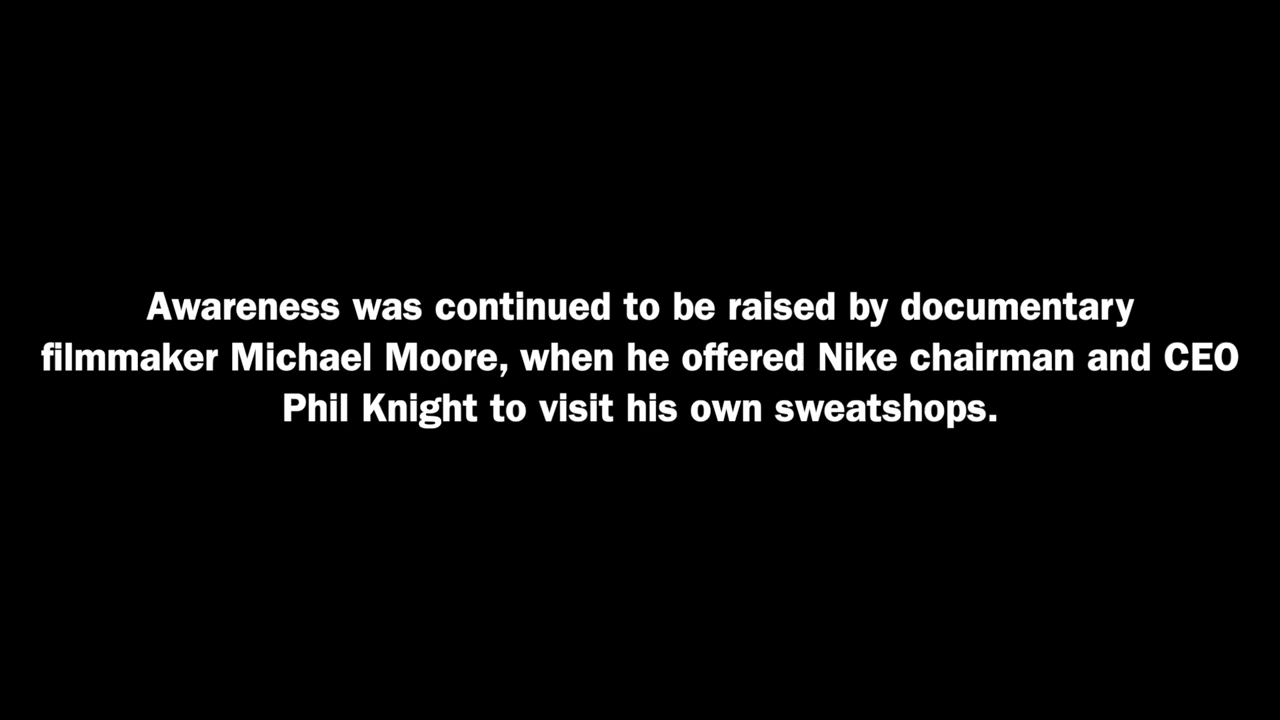 Awareness was continued to be raised by documentary
filmmaker Michael Moore, when he offered Nike chairman and CEO
Phil Knight to visit his own sweatshops.